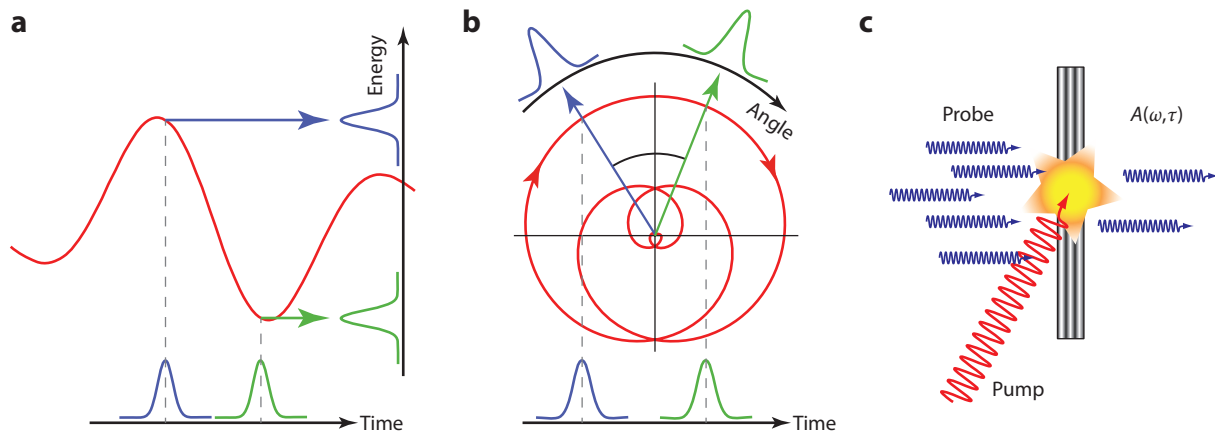 a
Energy
Time
b
Angle
Time
c
Probe
A(ω,τ)
Pump